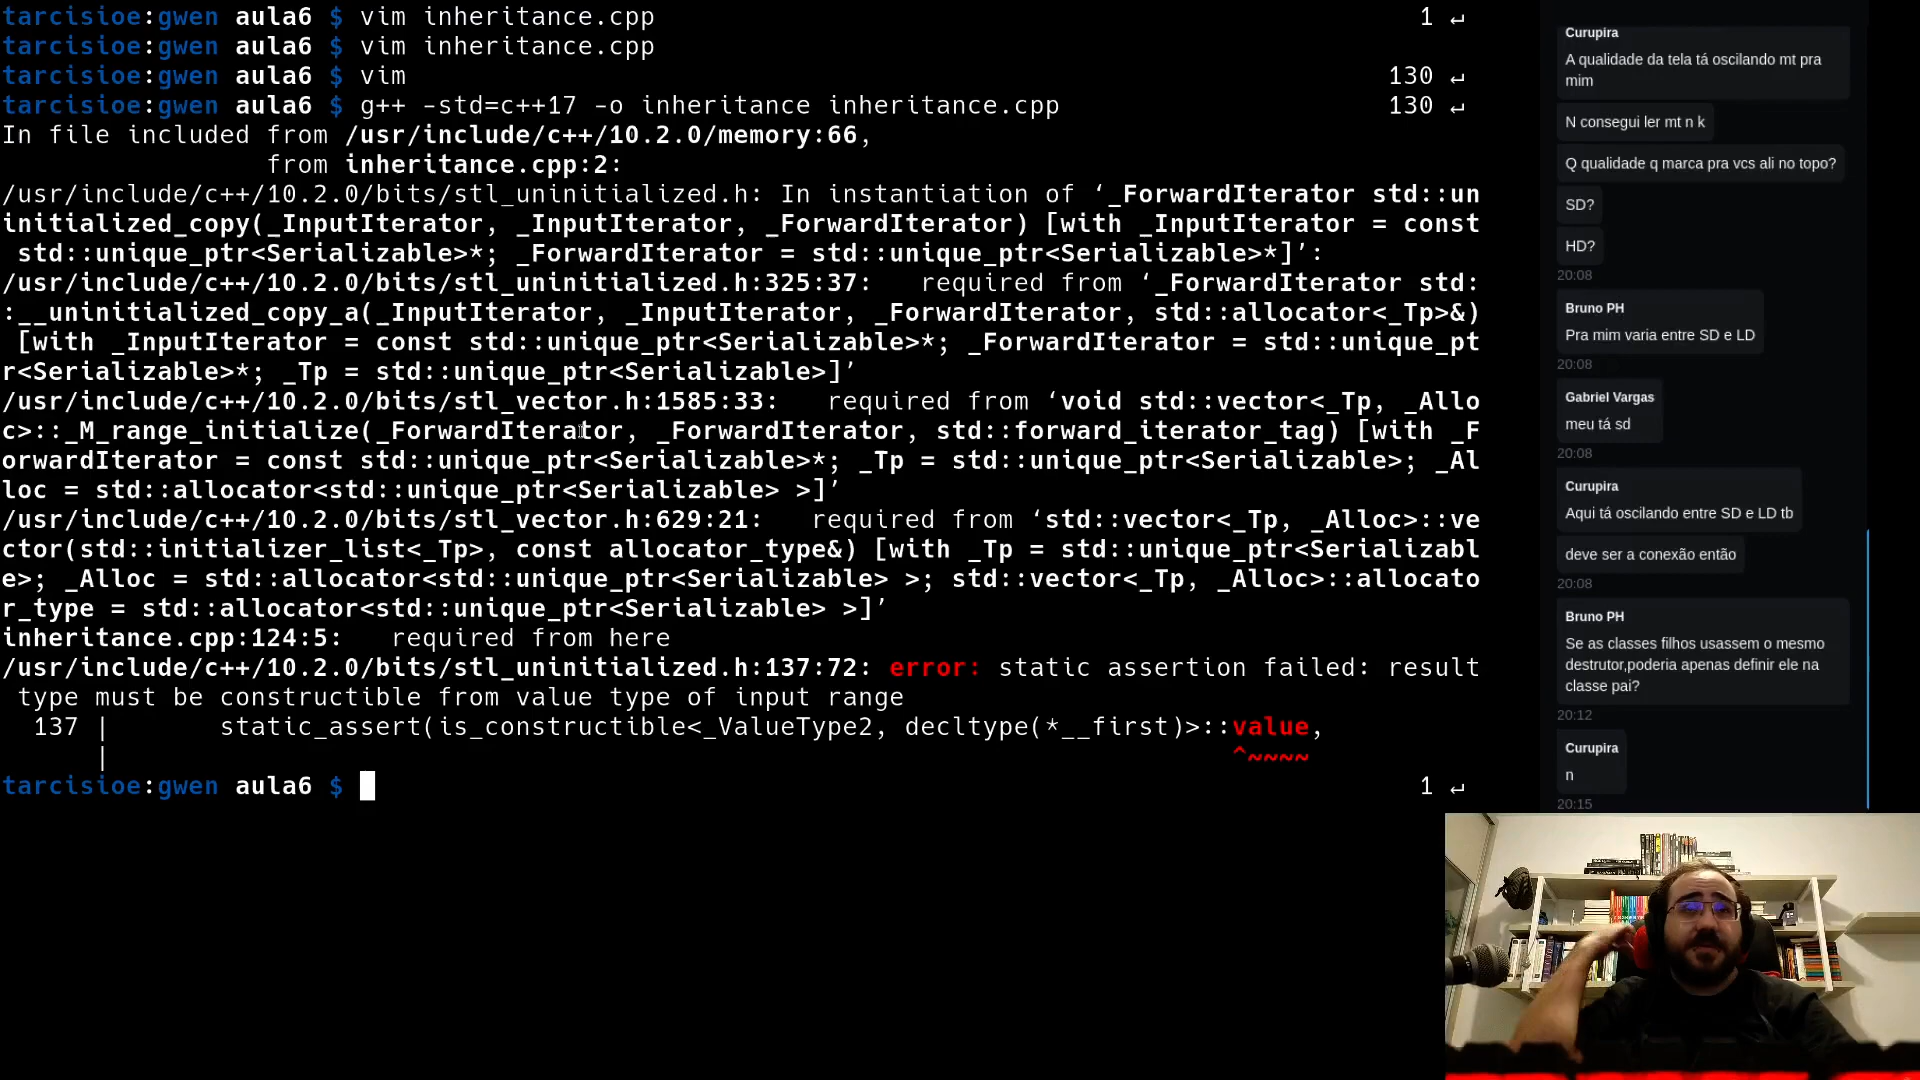 tarcisioe:gwen aula6 $ vim inheritance.cpp 1 ↵
tarcisioe:gwen aula6 $ vim inheritance.cpp
tarcisioe:gwen aula6 $ vim 130 ↵
tarcisioe:gwen aula6 $ g++ -std=c++17 -o inheritance inheritance.cpp 130 ↵
In file included from /usr/include/c++/10.2.0/memory:66,
from inheritance.cpp:2:
/usr/include/c++/10.2.0/bits/stl_uninitialized.h: In instantiation of ‘_ForwardIterator std::un
initialized_copy(_InputIterator, _InputIterator, _ForwardIterator) [with _InputIterator = const
std::unique_ptr<Serializable>*; _ForwardIterator = std::unique_ptr<Serializable>*]’:
/usr/include/c++/10.2.0/bits/stl_uninitialized.h:325:37:   required from ‘_ForwardIterator std:
:__uninitialized_copy_a(_InputIterator, _InputIterator, _ForwardIterator, std::allocator<_Tp>&)
[with _InputIterator = const std::unique_ptr<Serializable>*; _ForwardIterator = std::unique_pt
r<Serializable>*; _Tp = std::unique_ptr<Serializable>]’
/usr/include/c++/10.2.0/bits/stl_vector.h:1585:33:   required from ‘void std::vector<_Tp, _Allo
c>::_M_range_initialize(_ForwardIterator, _ForwardIterator, std::forward_iterator_tag) [with _F
orwardIterator = const std::unique_ptr<Serializable>*; _Tp = std::unique_ptr<Serializable>; _Al
loc = std::allocator<std::unique_ptr<Serializable> >]’
/usr/include/c++/10.2.0/bits/stl_vector.h:629:21:   required from ‘std::vector<_Tp, _Alloc>::ve
ctor(std::initializer_list<_Tp>, const allocator_type&) [with _Tp = std::unique_ptr<Serializabl
e>; _Alloc = std::allocator<std::unique_ptr<Serializable> >; std::vector<_Tp, _Alloc>::allocato
r_type = std::allocator<std::unique_ptr<Serializable> >]’
inheritance.cpp:124:5:   required from here
/usr/include/c++/10.2.0/bits/stl_uninitialized.h:137:72: error: static assertion failed: result
type must be constructible from value type of input range
137 |       static_assert(is_constructible<_ValueType2, decltype(*__first)>::value,
|                                                                        ^~~~~
tarcisioe:gwen aula6 $ 1 ↵
Curupira
A qualidade da tela tá oscilando mt pra
mim
N consegui ler mt n k
Q qualidade q marca pra vcs ali no topo?
SD?
HD?
20:08
Bruno PH
Pra mim varia entre SD e LD
20:08
Gabriel Vargas
meu tá sd
20:08
Curupira
Aqui tá oscilando entre SD e LD tb
deve ser a conexão então
20:08
Bruno PH
Se as classes filhos usassem o mesmo
destrutor,poderia apenas definir ele na
classe pai?
20:12
Curupira
n
20:15